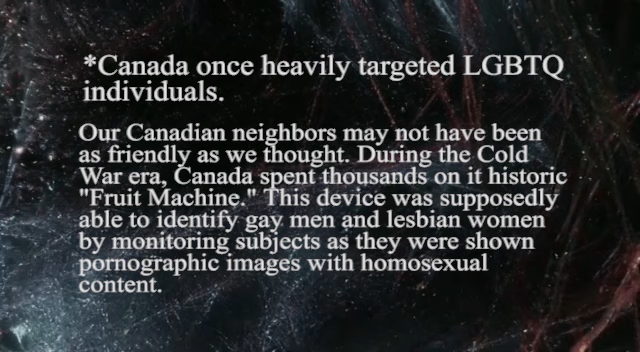 *Canada once heavily targeted LGBTQ
individuals.
Our Canadian neighbors may not have been
as friendly as we thought. During the Cold
War era, Canada spent thousands on it historic
"Fruit Machine." This device was supposedly
able to identify gay men and lesbian women
by monitoring subjects as they were shown
pornographic images with homosexual
content.